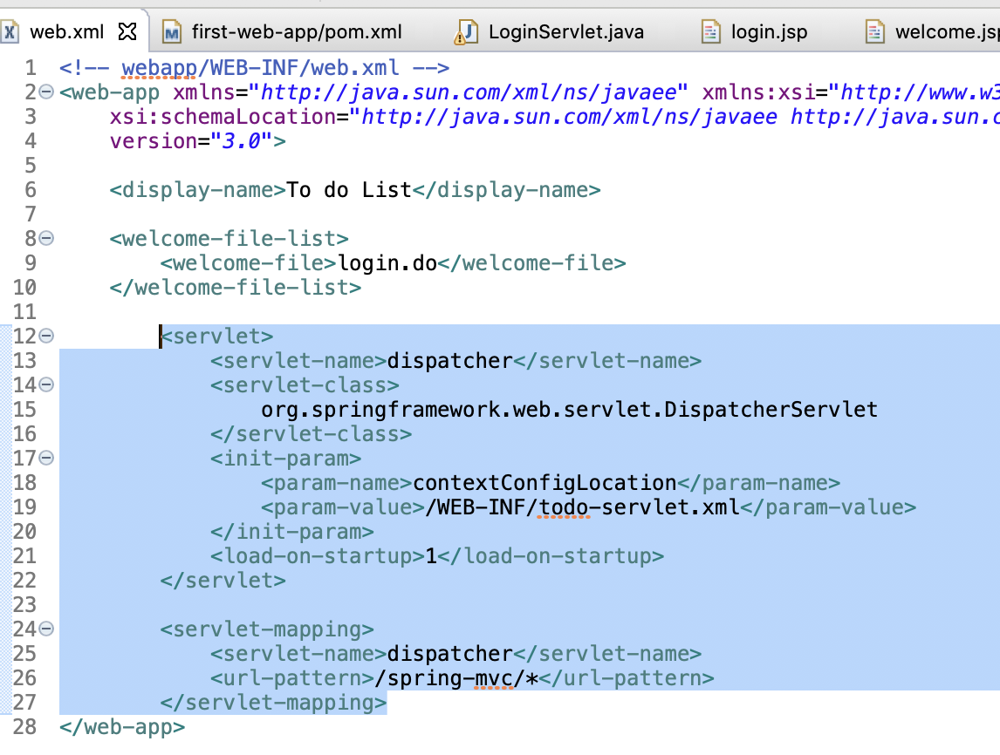 web.xml first-web-app/pom.xml LoginServlet.java login.jsp welcome.jsp
1 <!-- webapp/WEB-INF/web.xml -->
2 <web-app xmlns="http://java.sun.com/xml/ns/javaee" xmlns:xsi="http://www.w3
3 xsi:schemaLocation="http://java.sun.com/xml/ns/javaee http://java.sun.c
4 version="3.0">
5
6 <display-name>To do List</display-name>
7
8 <welcome-file-list>
9 <welcome-file>login.do</welcome-file>
10 </welcome-file-list>
11
12 <servlet>
13 <servlet-name>dispatcher</servlet-name>
14 <servlet-class>
15 org.springframework.web.servlet.DispatcherServlet
16 </servlet-class>
17 <init-param>
18 <param-name>contextConfigLocation</param-name>
19 <param-value>/WEB-INF/todo-servlet.xml</param-value>
20 </init-param>
21 <load-on-startup>1</load-on-startup>
22 </servlet>
23
24 <servlet-mapping>
25 <servlet-name>dispatcher</servlet-name>
26 <url-pattern>/spring-mvc/*</url-pattern>
27 </servlet-mapping>
28 </web-app>